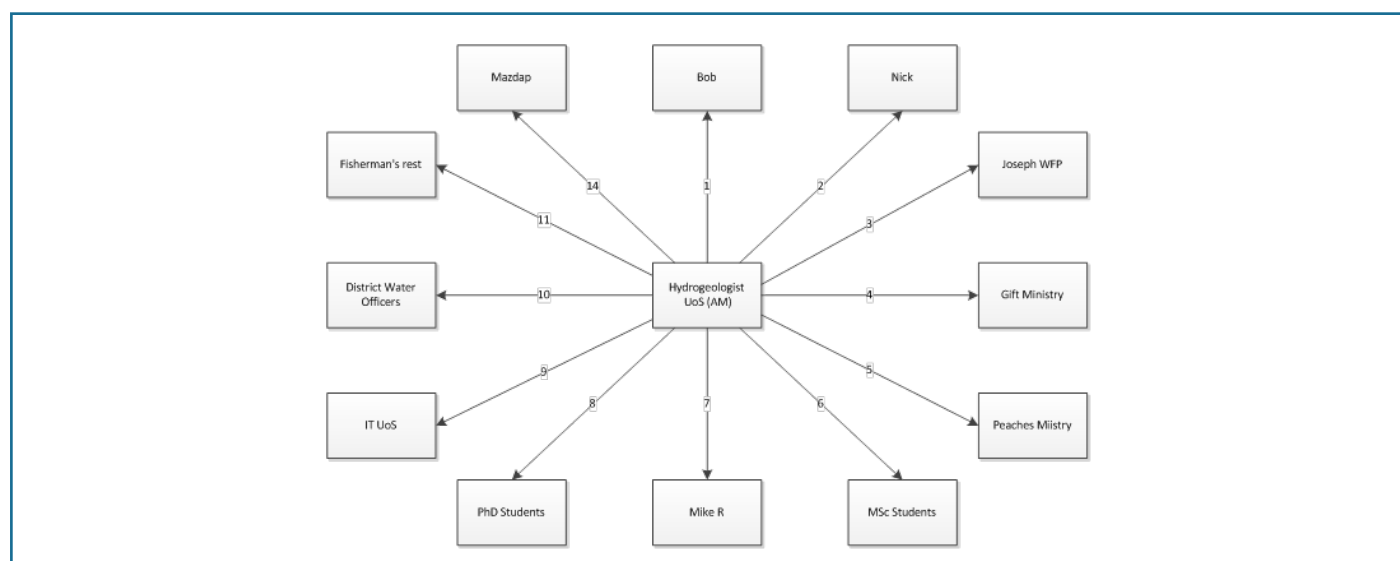 Mazdap
Bob
Nick
Fisherman's rest
Joseph WFP
14
1
2
11
3
District Water
Officers
10
Hydrogeologist
UoS (AM)
4
Gift Ministry
9
5
8
7
6
IT UoS
Peaches Miistry
PhD Students
Mike R
MSc Students